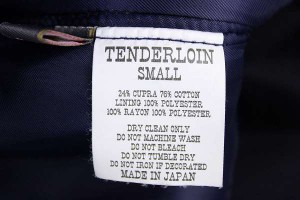 TENDERLOIN
SMALL
24% CUPRA 76% COTTON
LINING 100% POLYESTER
100% RAYON 100% POLYESTER
DRY CLEAN ONLY
DO NOT MACHINE WASH
DO NOT BLEACH
DO NOT TUMBLE DRY
DO NOT IRON IF DECORATED
MADE IN JAPAN